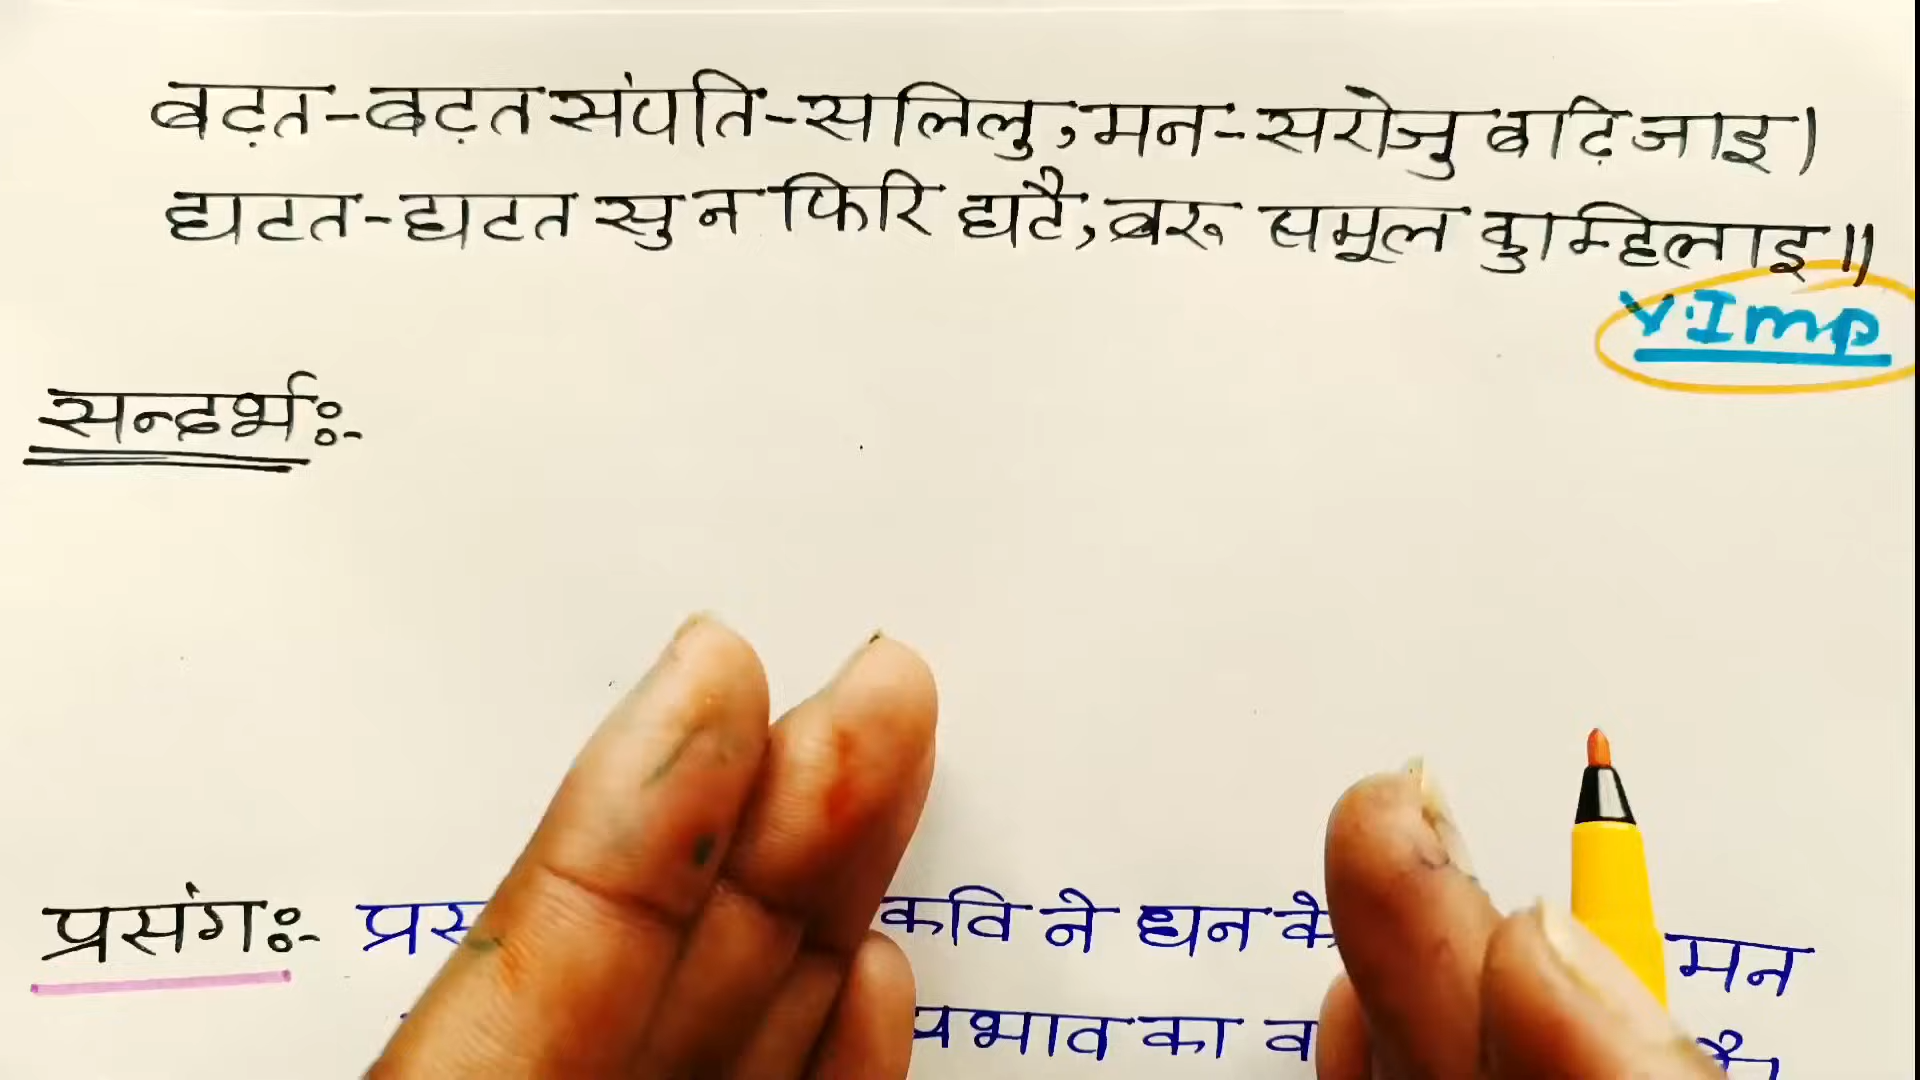 बढ़त-बढ़त संपति-सलिलु, मन-सरोजु बढ़ि जाइ।
घटत-घटत सु न फिरि घटै, बरू समूल कुम्हिलाइ॥
V.Imp
सन्दर्भः-
प्रसंगः- कवि ने धन के मन
प्रभाव का